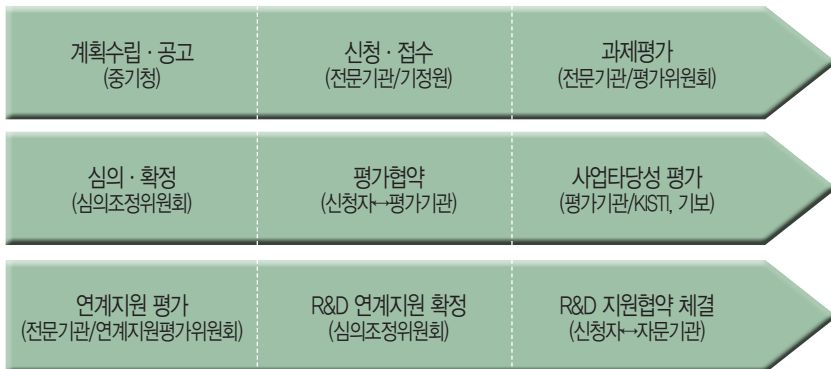 계획수립 · 공고
(중기청)
신청 · 접수
(전문기관/기정원)
과제평가
(전문기관/평가위원회)
심의 · 확정
(심의조정위원회)
평가협약
(신청자↔평가기관)
사업타당성 평가
(평가기관/KISTI, 기보)
연계지원 평가
(전문기관/연계지원평가위원회)
R&D 연계지원 확정
(심의조정위원회)
R&D 지원협약 체결
(신청자↔자문기관)